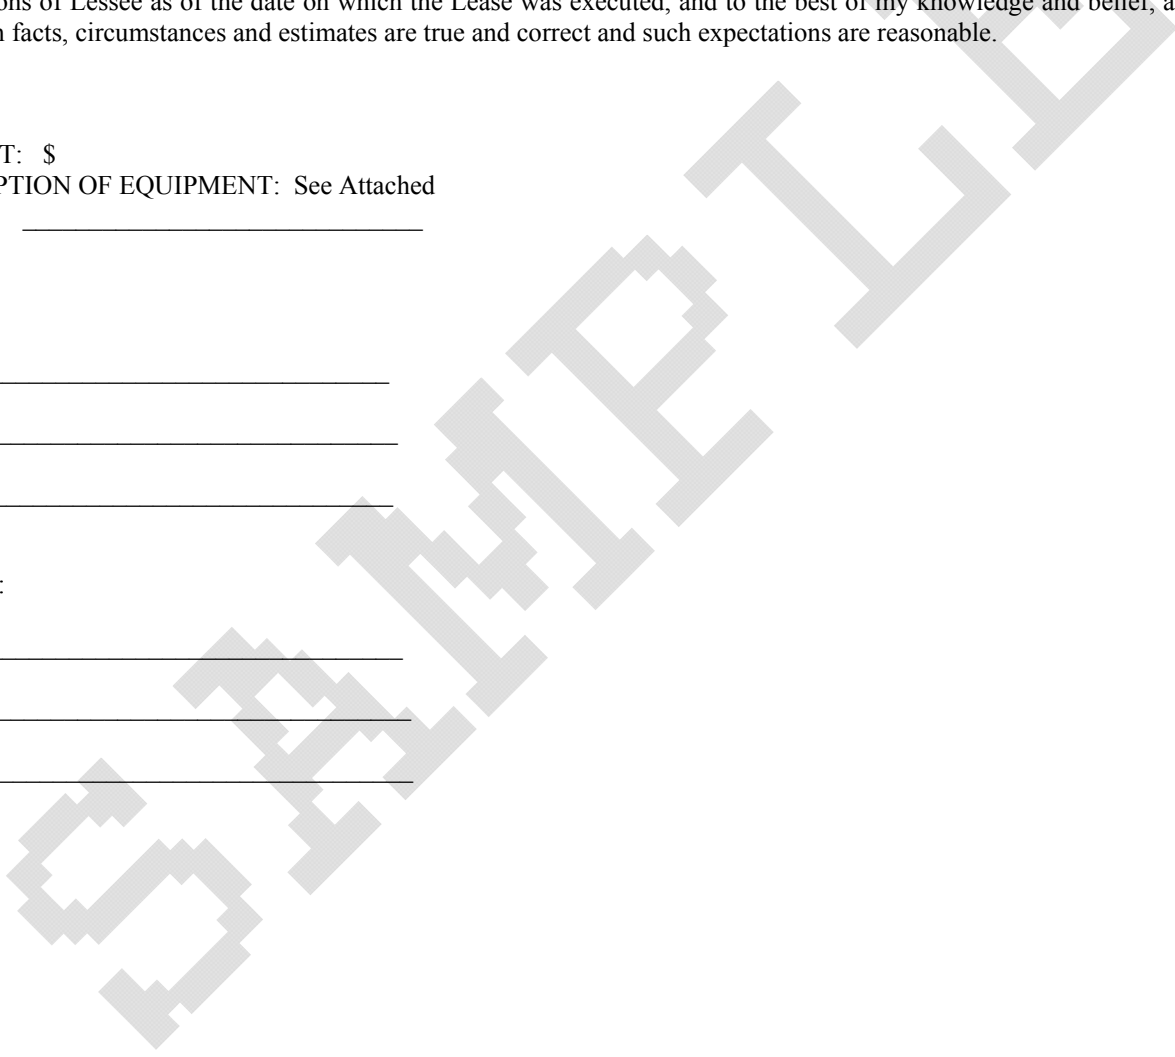 ons of Lessee as of the date on which the Lease was executed, and to the best of my knowledge and belief, a
n facts, circumstances and estimates are true and correct and such expectations are reasonable.
T: $
PTION OF EQUIPMENT: See Attached
:
SAMPLE